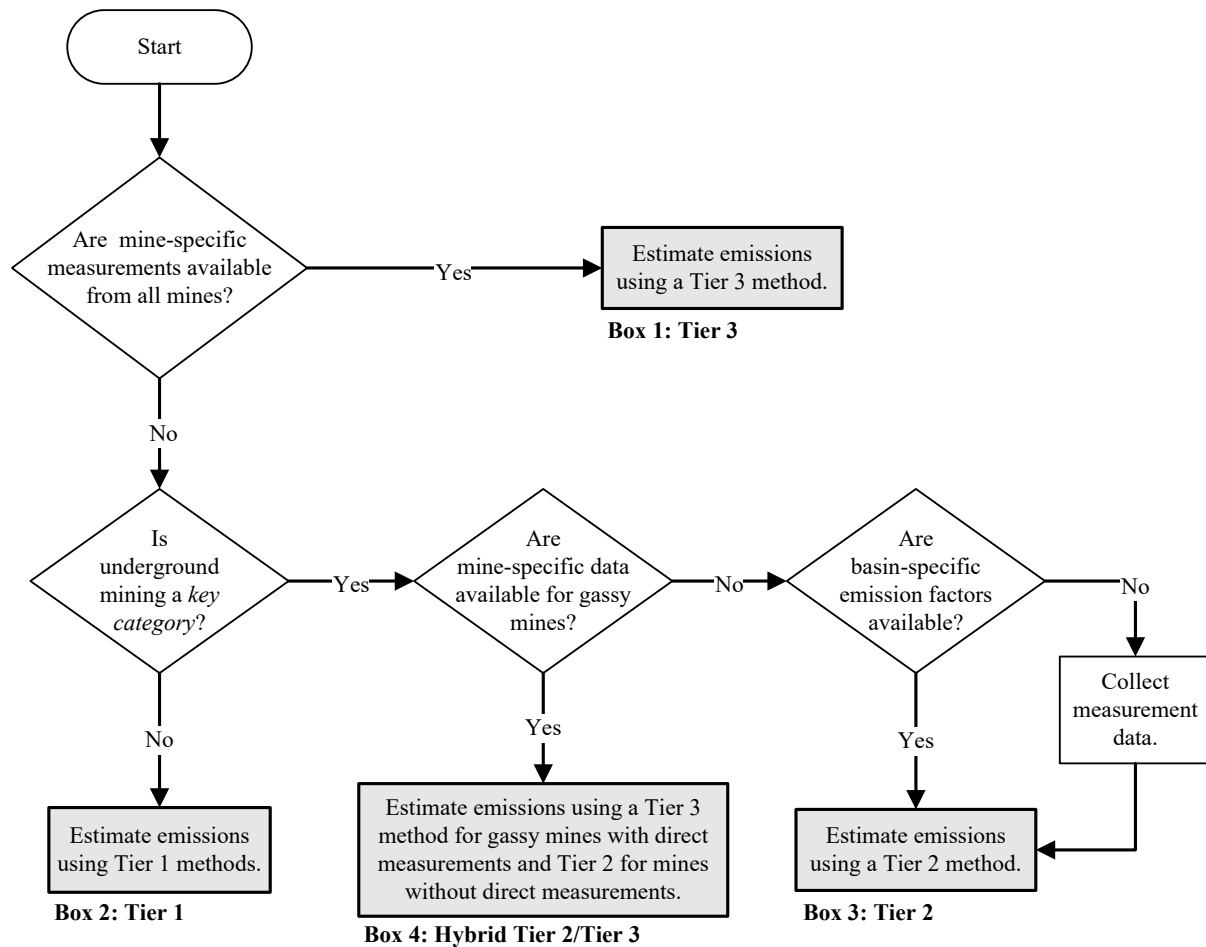 Start
Are mine-specific
measurements available
from all mines?
Yes
Estimate emissions
using a Tier 3 method.
Box 1: Tier 3
No
Is
underground
mining a key
category?
Yes
Are
mine-specific data
available for gassy
mines?
No
Are
basin-specific
emission factors
available?
No
Collect
measurement
data.
No
Yes
Yes
Estimate emissions
using Tier 1 methods.
Box 2: Tier 1
Estimate emissions using a Tier 3
method for gassy mines with direct
measurements and Tier 2 for mines
without direct measurements.
Box 4: Hybrid Tier 2/Tier 3
Estimate emissions
using a Tier 2 method.
Box 3: Tier 2